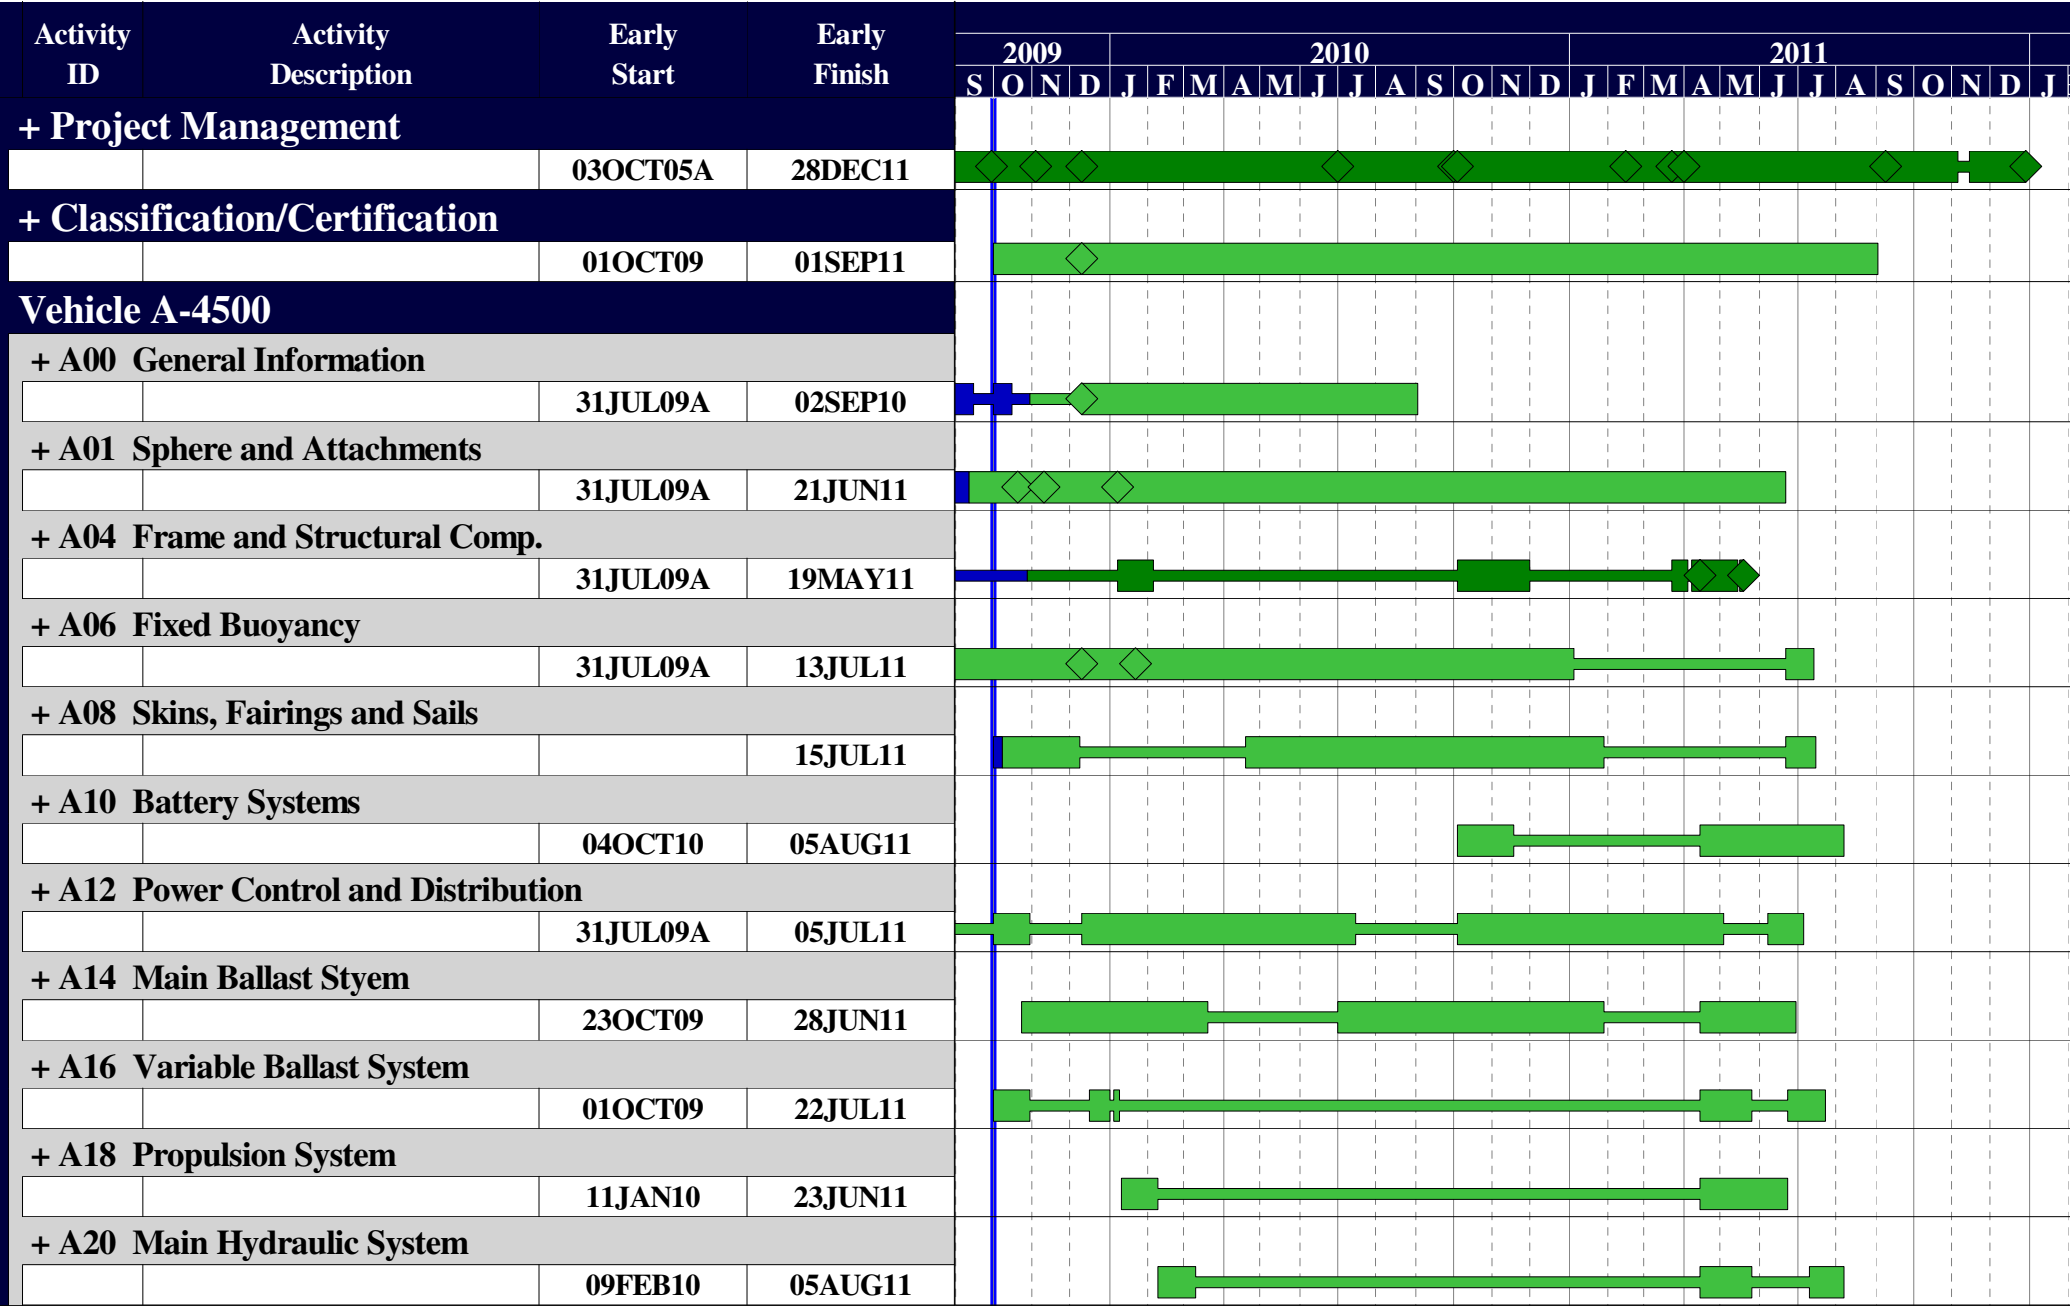 Activity ID Activity Description Early Start Early Finish
2009 2010 2011
S O N D J F M A M J J A S O N D J F M A M J J A S O N D J
+ Project Management
03OCT05A 28DEC11
+ Classification/Certification
01OCT09 01SEP11
Vehicle A-4500
+ A00 General Information
31JUL09A 02SEP10
+ A01 Sphere and Attachments
31JUL09A 21JUN11
+ A04 Frame and Structural Comp.
31JUL09A 19MAY11
+ A06 Fixed Buoyancy
31JUL09A 13JUL11
+ A08 Skins, Fairings and Sails
15JUL11
+ A10 Battery Systems
04OCT10 05AUG11
+ A12 Power Control and Distribution
31JUL09A 05JUL11
+ A14 Main Ballast Styem
23OCT09 28JUN11
+ A16 Variable Ballast System
01OCT09 22JUL11
+ A18 Propulsion System
11JAN10 23JUN11
+ A20 Main Hydraulic System
09FEB10 05AUG11